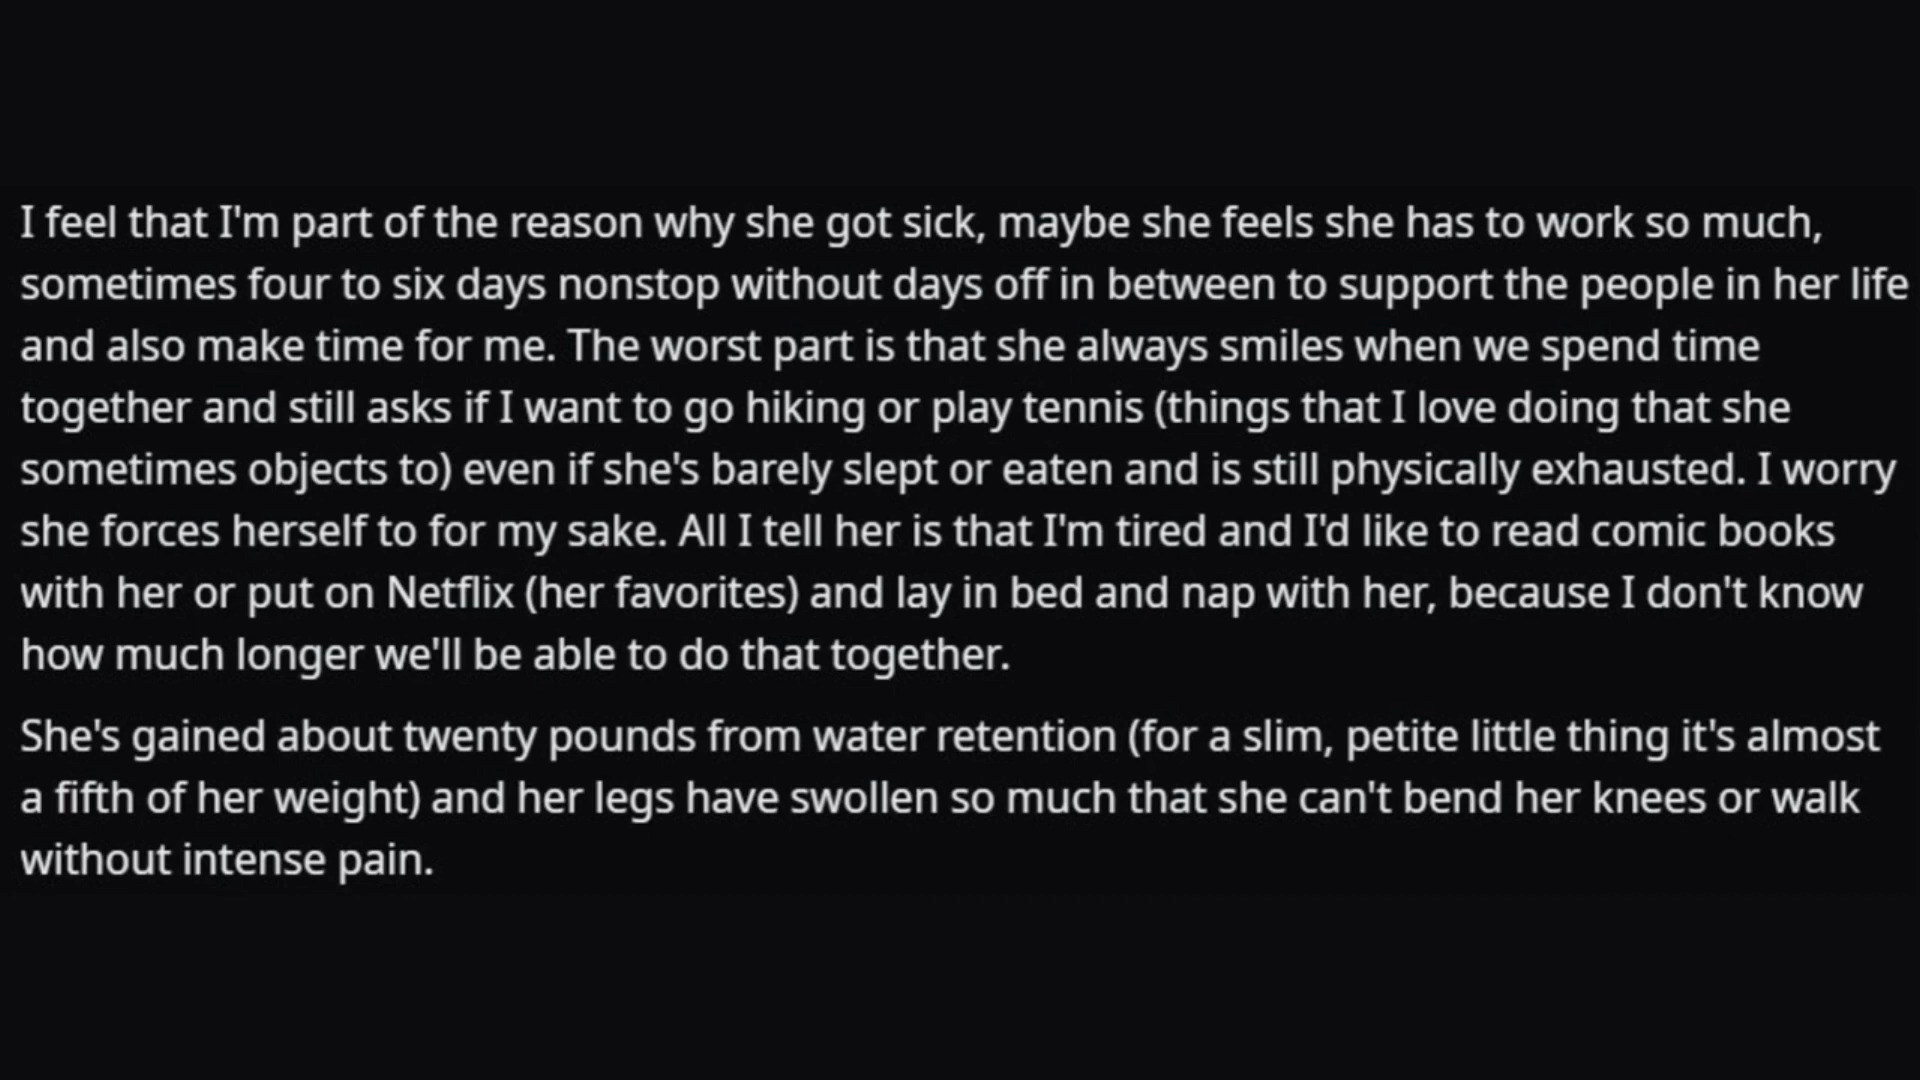 I feel that I'm part of the reason why she got sick, maybe she feels she has to work so much,
sometimes four to six days nonstop without days off in between to support the people in her life
and also make time for me. The worst part is that she always smiles when we spend time
together and still asks if I want to go hiking or play tennis (things that I love doing that she
sometimes objects to) even if she's barely slept or eaten and is still physically exhausted. I worry
she forces herself to for my sake. All I tell her is that I'm tired and I'd like to read comic books
with her or put on Netflix (her favorites) and lay in bed and nap with her, because I don't know
how much longer we'll be able to do that together.
She's gained about twenty pounds from water retention (for a slim, petite little thing it's almost
a fifth of her weight) and her legs have swollen so much that she can't bend her knees or walk
without intense pain.